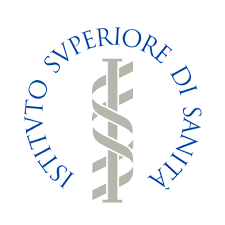 ISTITVTO SVPERIORE DI SANITÀ